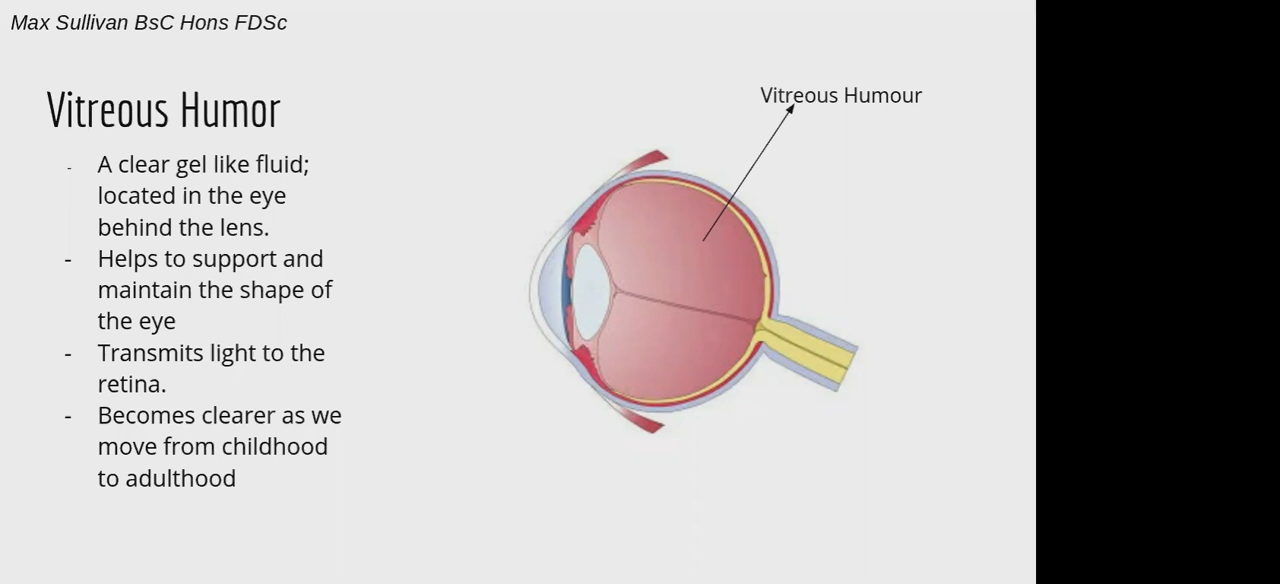 Max Sullivan BsC Hons FDSc
Vitreous Humor
Vitreous Humour
- A clear gel like fluid;
located in the eye
behind the lens.
- Helps to support and
maintain the shape of
the eye
- Transmits light to the
retina.
- Becomes clearer as we
move from childhood
to adulthood